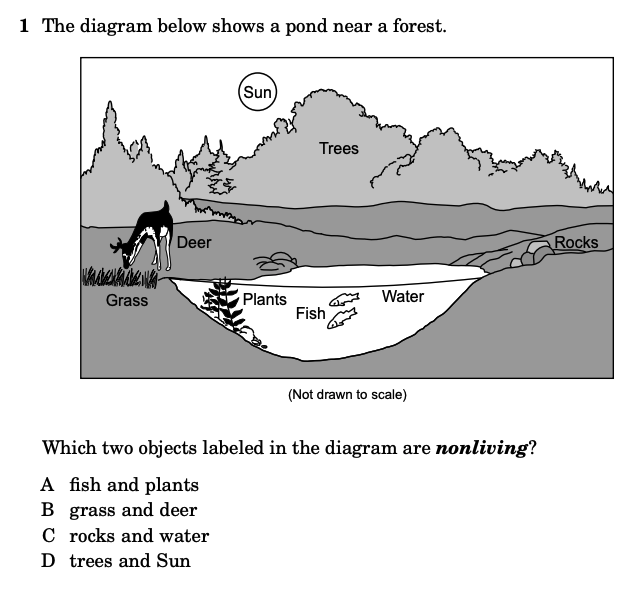 1 The diagram below shows a pond near a forest.
Sun
Trees
Deer
Rocks
Grass
Plants
Fish
Water
(Not drawn to scale)
Which two objects labeled in the diagram are nonliving?
A fish and plants
B grass and deer
C rocks and water
D trees and Sun